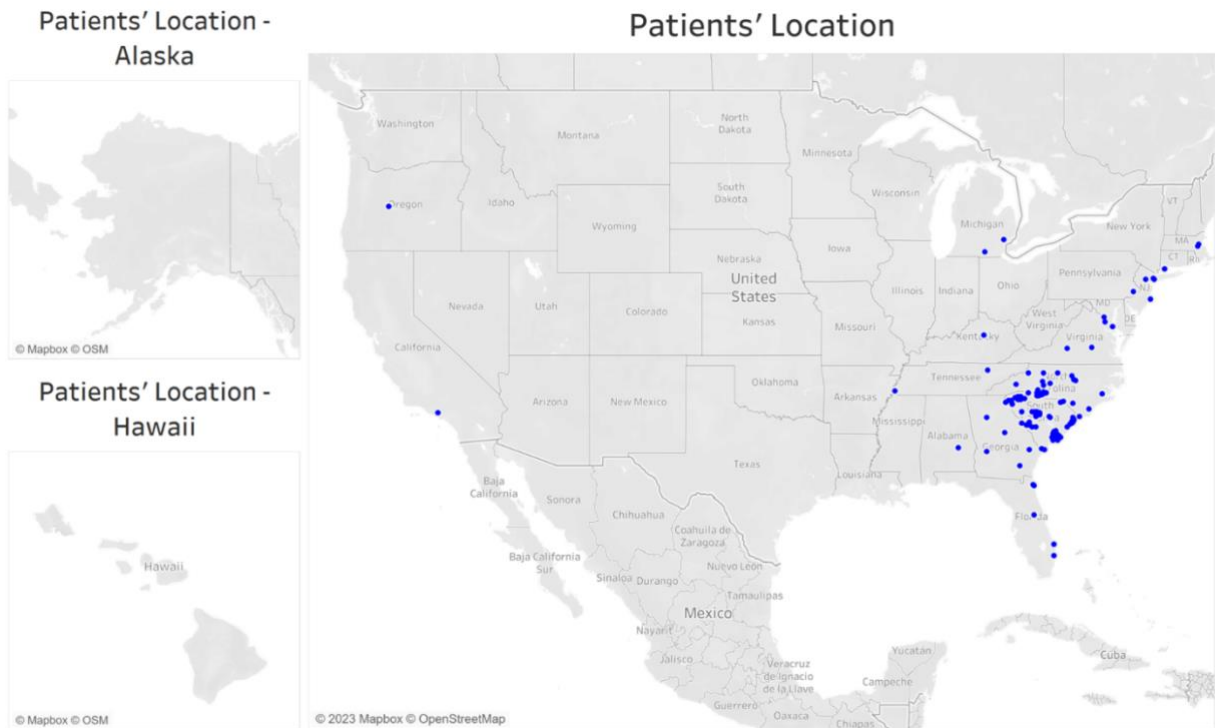 Patients’ Location -
Alaska
© Mapbox © OSM
Patients’ Location -
Hawaii
Hawaii
© Mapbox © OSM
Patients’ Location
Washington
Montana
North
Dakota
Minnesota
Oregon
Idaho
South
Dakota
Wisconsin
Michigan
VT
New York
Wyoming
Iowa
MA
CT
RI
Nebraska
United
States
Pennsylvania
NJ
Nevada
Utah
Colorado
Kansas
Illinois
Indiana
Ohio
MD
DE
California
Missouri
West
Virginia
Virginia
Kentucky
Arizona
New Mexico
Oklahoma
Arkansas
Tennessee
South
Mississippi
Alabama
Georgia
Texas
Louisiana
Florida
Baja
California
Sonora
Chihuahua
Coahuila de
Zaragoza
Baja California
Sur
Sinaloa
Durango
Nuevo León
Tamaulipas
Mexico
Nayarit
Jalisco
Veracruz
de Ignacio
de la Llave
Yucatan
Campeche
Cuba
Guerrero
Oaxaca
Chiapas
© 2023 Mapbox © OpenStreetMap